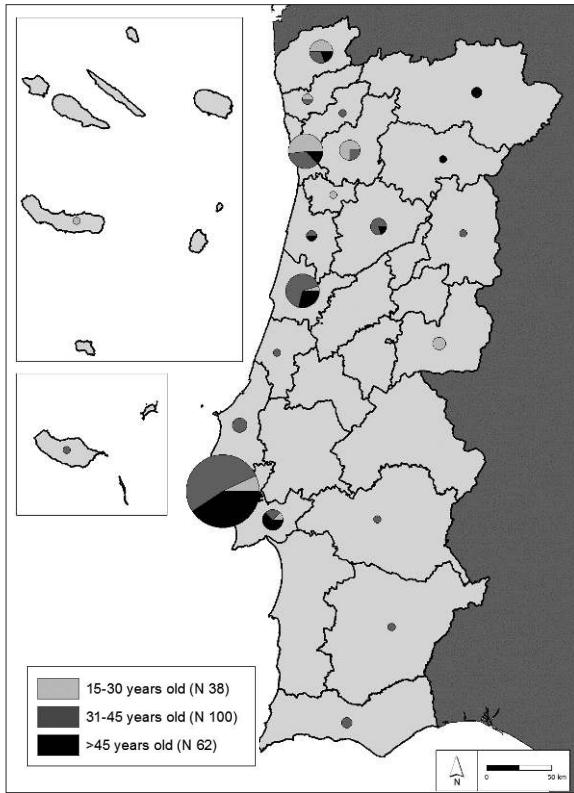 15-30 years old (N 38)
31-45 years old (N 100)
>45 years old (N 62)
N
0 50 km